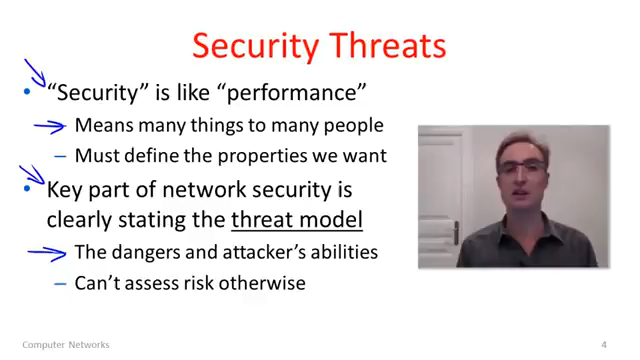 Security Threats
• “Security” is like “performance”
– Means many things to many people
– Must define the properties we want
• Key part of network security is
clearly stating the threat model
– The dangers and attacker’s abilities
– Can’t assess risk otherwise
Computer Networks
4